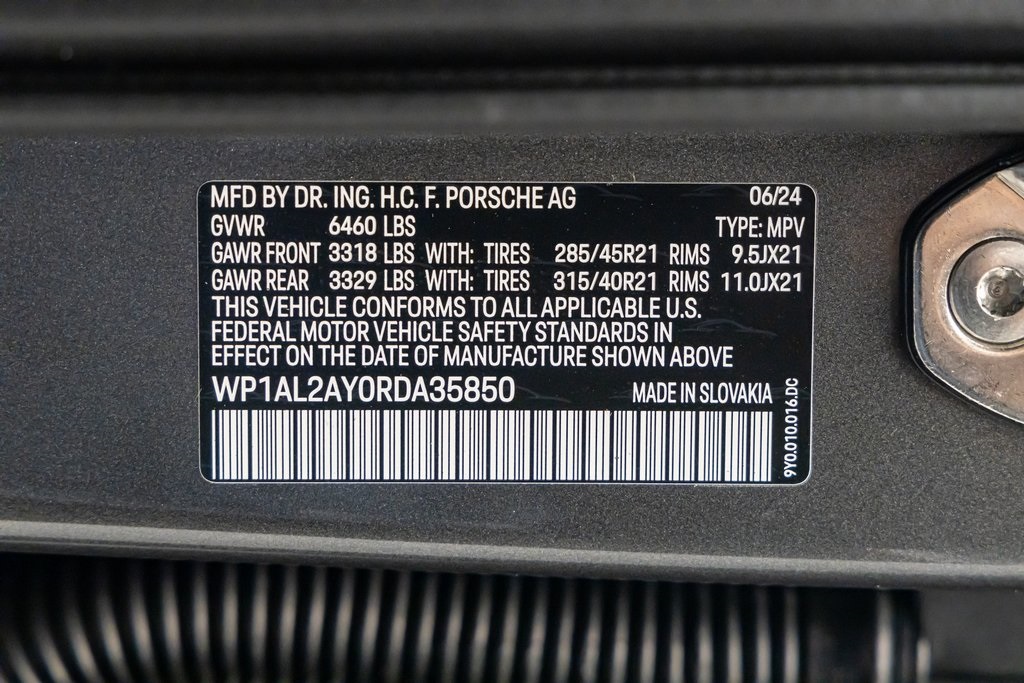 MFD BY DR. ING. H.C. F. PORSCHE AG 06/24
GVWR 6460 LBS TYPE: MPV
GAWR FRONT 3318 LBS WITH: TIRES 285/45R21 RIMS 9.5JX21
GAWR REAR 3329 LBS WITH: TIRES 315/40R21 RIMS 11.0JX21
THIS VEHICLE CONFORMS TO ALL APPLICABLE U.S.
FEDERAL MOTOR VEHICLE SAFETY STANDARDS IN
EFFECT ON THE DATE OF MANUFACTURE SHOWN ABOVE
WP1AL2AY0RDA35850 MADE IN SLOVAKIA
9Y0.010.016.DC